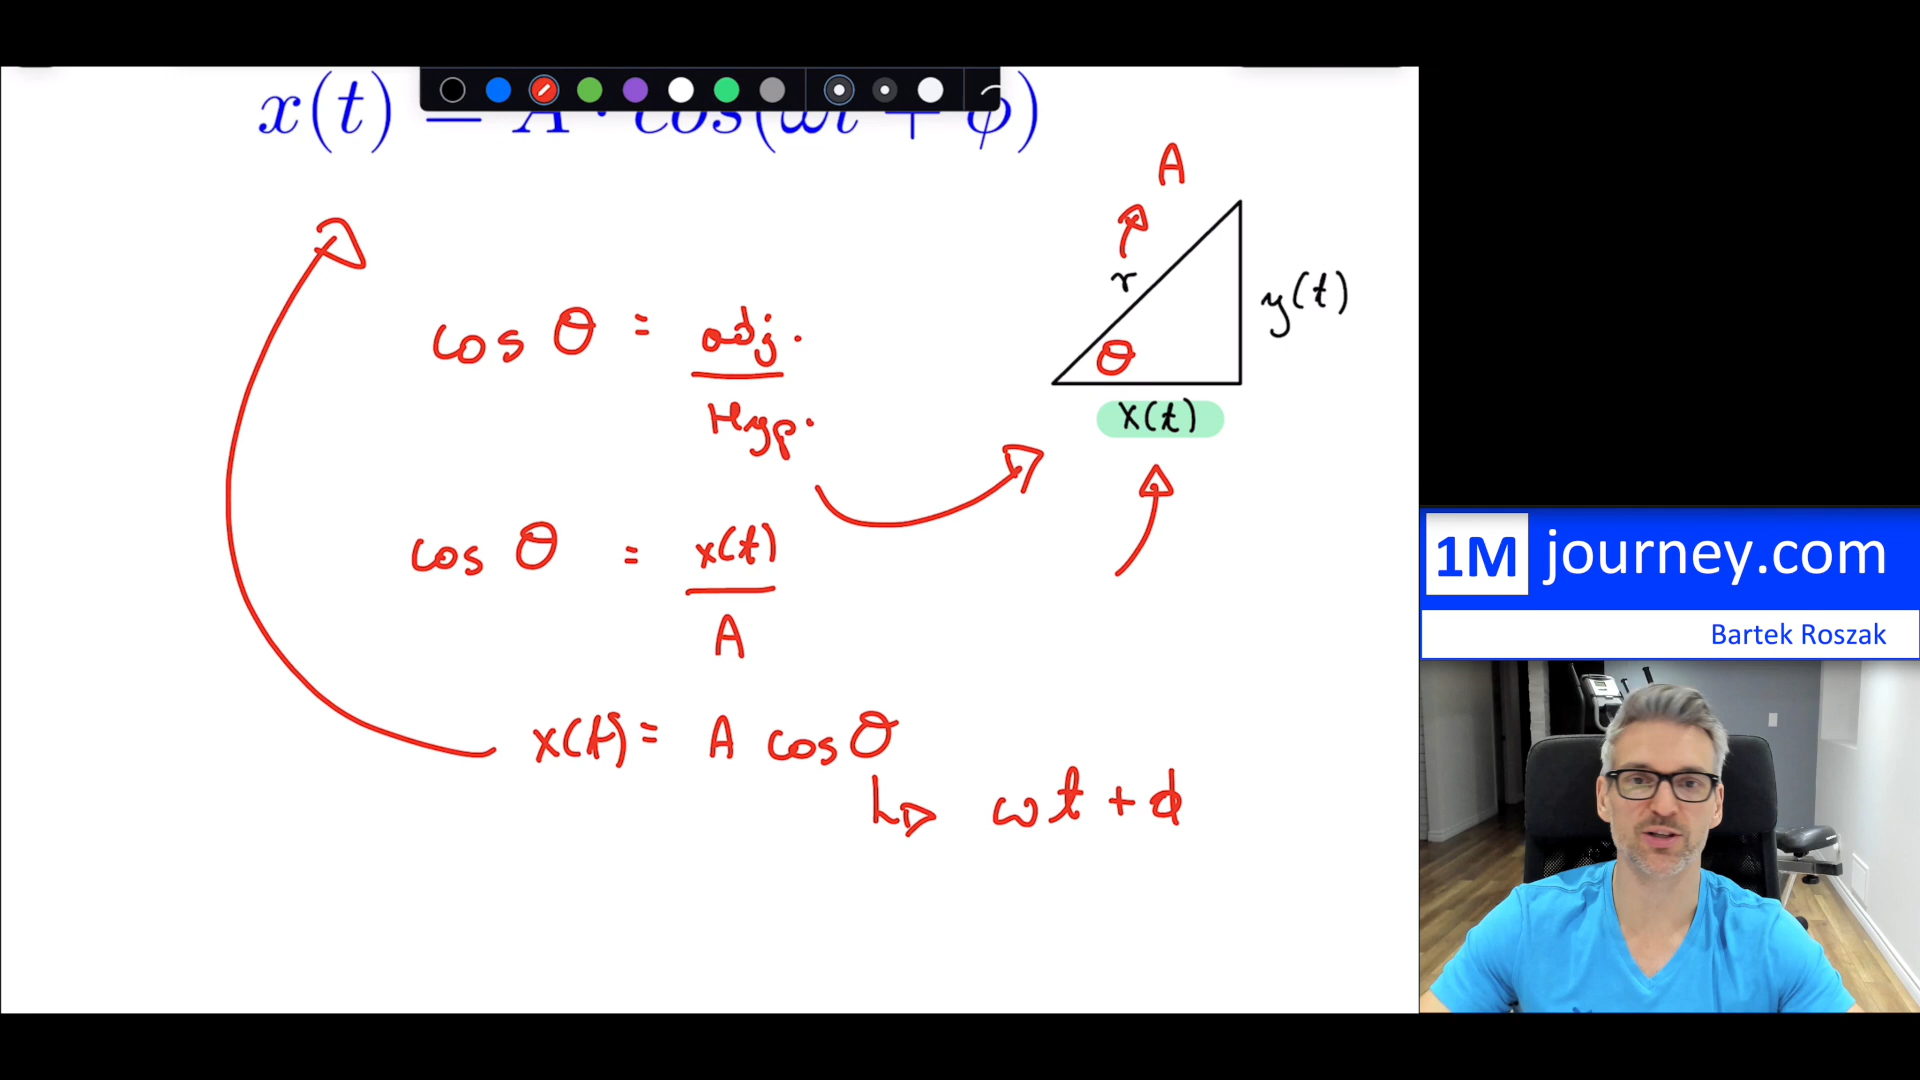 x(t) = A · cos(ωt + φ)
A
r
y(t)
θ
x(t)
cos θ = adj.
Hyp.
cos θ = x(t)
A
x(t) = A cos θ
ωt + φ
1M journey.com
Bartek Roszak